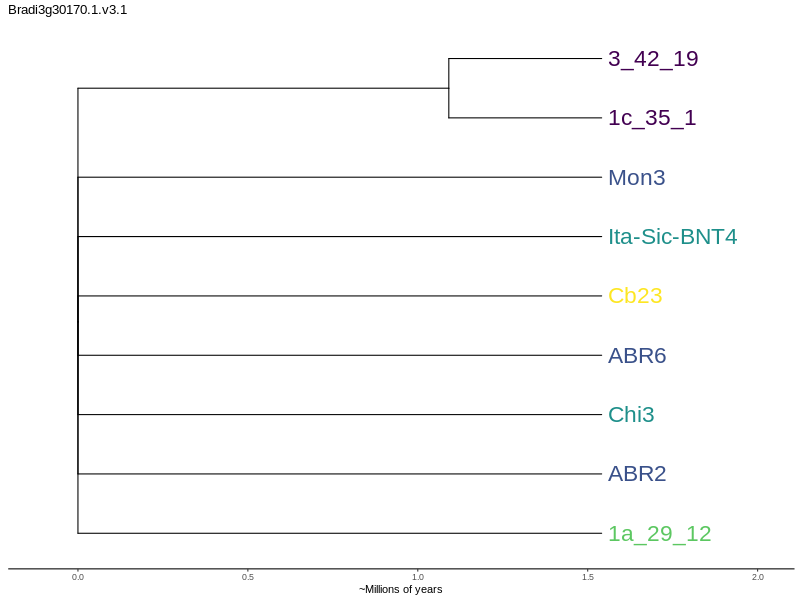 Bradi3g30170.1.v3.1
3_42_19
1c_35_1
Mon3
Ita-Sic-BNT4
Cb23
ABR6
Chi3
ABR2
1a_29_12
0.0 0.5 1.0 1.5 2.0
~Millions of years